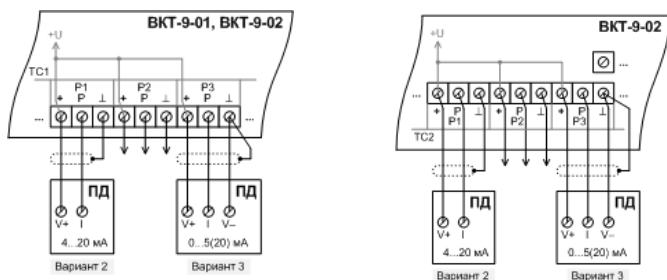 ВКТ-9-01, ВКТ-9-02
+U
ТС1
P1 P2 P3
+ P ⊥ + P ⊥ + P ⊥
... ...
ПД ПД
V+ I V+ I V–
4...20 мА 0...5(20) мА
Вариант 2 Вариант 3
ВКТ-9-02
+U
...
... ...
+ P ⊥ + P ⊥ + P ⊥
P1 P2 P3
ТС2
ПД ПД
V+ I V+ I V–
4...20 мА 0...5(20) мА
Вариант 2 Вариант 3